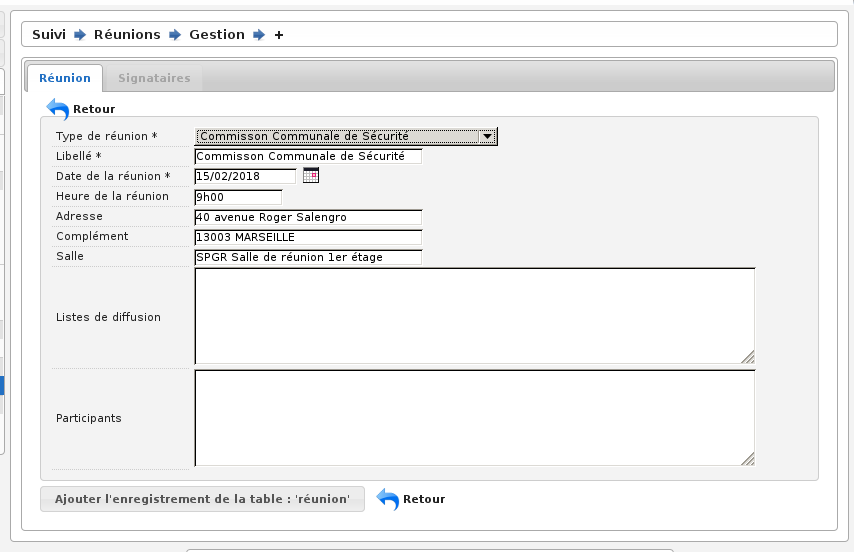 Suivi Réunions Gestion +
Réunion Signataires
Retour
Type de réunion * Commisson Communale de Sécurité
Libellé * Commisson Communale de Sécurité
Date de la réunion * 15/02/2018
Heure de la réunion 9h00
Adresse 40 avenue Roger Salengro
Complément 13003 MARSEILLE
Salle SPGR Salle de réunion 1er étage
Listes de diffusion
Participants
Ajouter l'enregistrement de la table : 'réunion' Retour